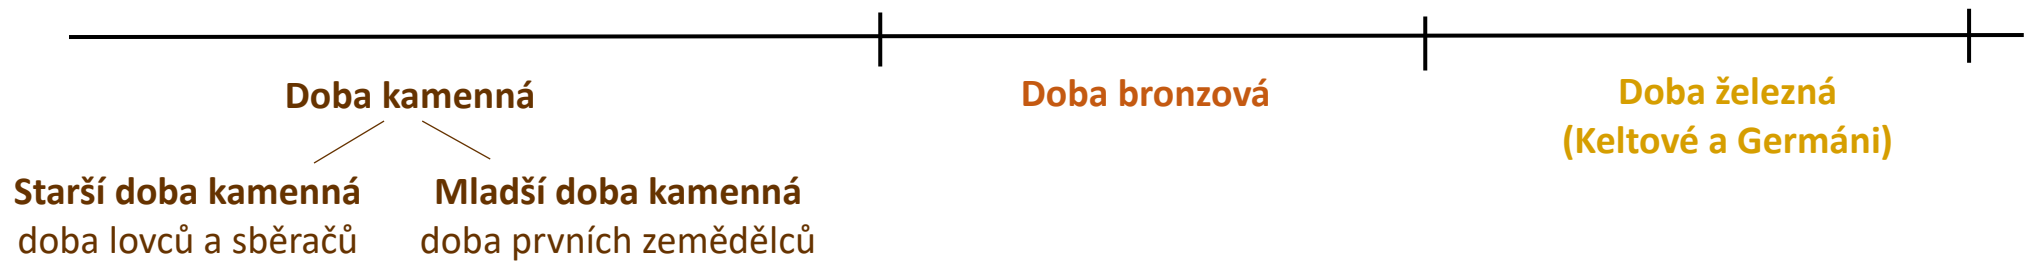 Doba kamenná
Doba bronzová
Doba železná
(Keltové a Germáni)
Starší doba kamenná
doba lovců a sběračů
Mladší doba kamenná
doba prvních zemědělců